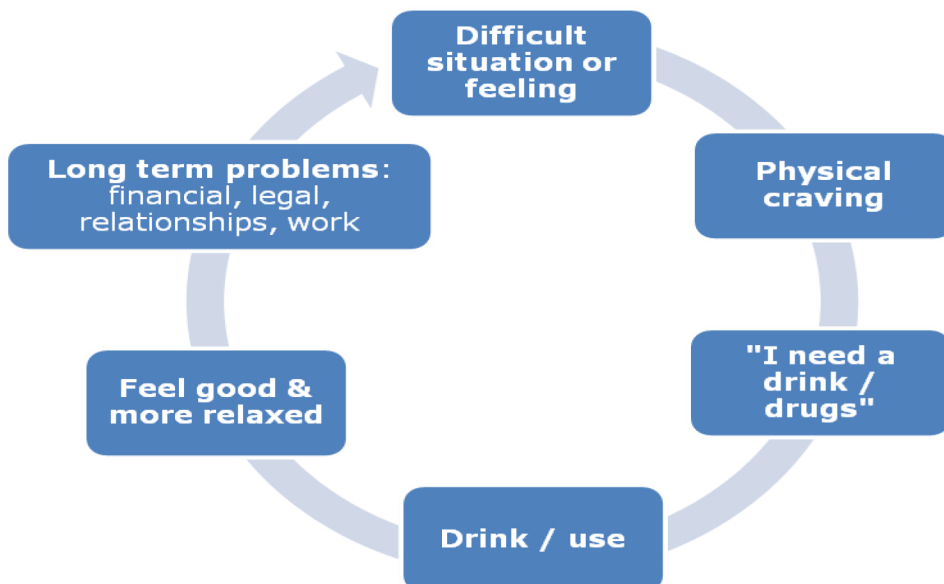 Difficult
situation or
feeling
Physical
craving
"I need a
drink /
drugs"
Drink / use
Feel good &
more relaxed
Long term problems:
financial, legal,
relationships, work